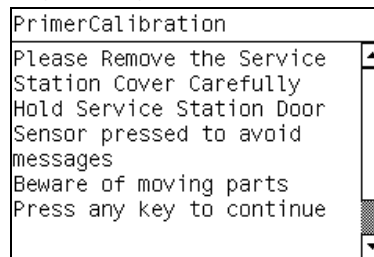 PrimerCalibration
Please Remove the Service
Station Cover Carefully
Hold Service Station Door
Sensor pressed to avoid
messages
Beware of moving parts
Press any key to continue